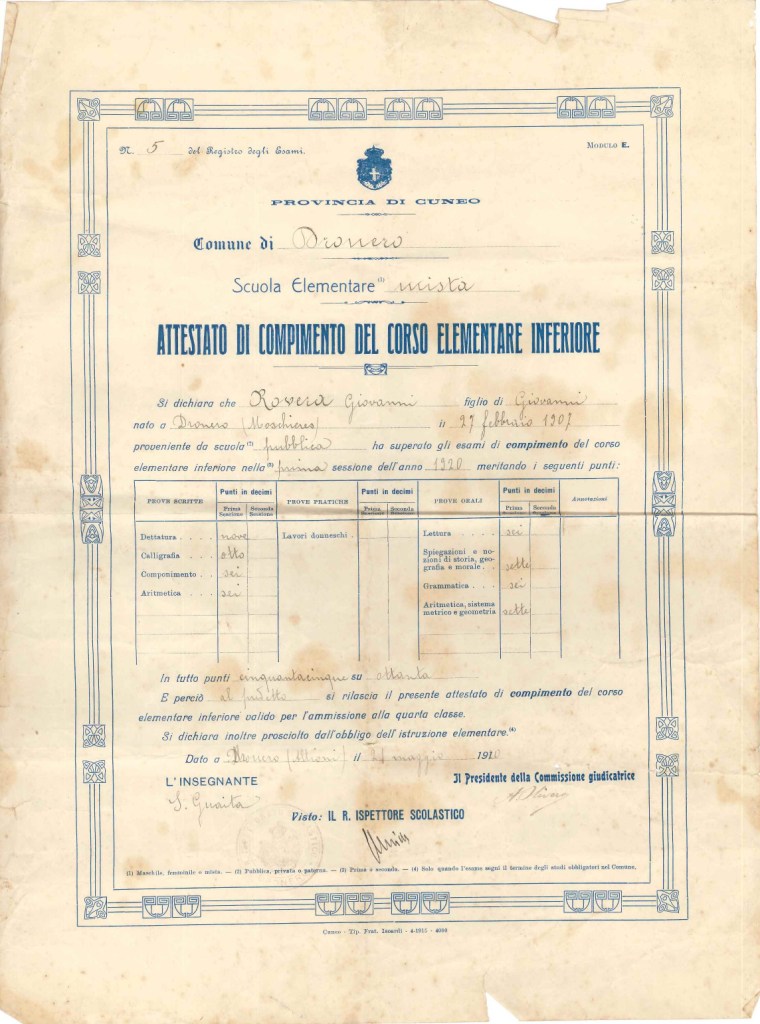 N. 5 del Registro degli Esami.
MODULO E.
PROVINCIA DI CUNEO
Comune di Dronero
Scuola Elementare (1) mista
ATTESTATO DI COMPIMENTO DEL CORSO ELEMENTARE INFERIORE
Si dichiara che Rovera Giovanni figlio di Giovanni
nato a Dronero (Moschieres) il 27 febbraio 1907
proveniente da scuola (2) pubblica ha superato gli esami di compimento del corso
elementare inferiore nella (3) prima sessione dell'anno 1920 meritando i seguenti punti:
PROVE SCRITTE Punti in decimi PROVE PRATICHE Punti in decimi PROVE ORALI Punti in decimi Annotazioni
Prima Sessione Seconda Sessione Prima Seconda Sessione Prima Seconda
Dettatura . . nove Lavori donneschi . Lettura . . . sei
Calligrafia . . otto Spiegazioni e nozioni di storia, geografia e morale . . sette
Componimento . . sei Grammatica . . . sei
Aritmetica . . . sei Aritmetica, sistema metrico e geometria sette
In tutto punti cinquantacinque su ottanta
E perciò al predetto si rilascia il presente attestato di compimento del corso
elementare inferiore valido per l'ammissione alla quarta classe.
Si dichiara inoltre prosciolto dall'obbligo dell'istruzione elementare. (4)
Dato a Dronero il maggio 1920
L'INSEGNANTE Il Presidente della Commissione giudicatrice
S. Guaita
Visto: IL R. ISPETTORE SCOLASTICO
(1) Maschile, femminile o mista. — (2) Pubblica, privata o paterna. — (3) Prima o seconda. — (4) Solo quando l'esame segni il termine degli studi obbligatori nel Comune.
Cuneo - Tip. Frat. Isoardi